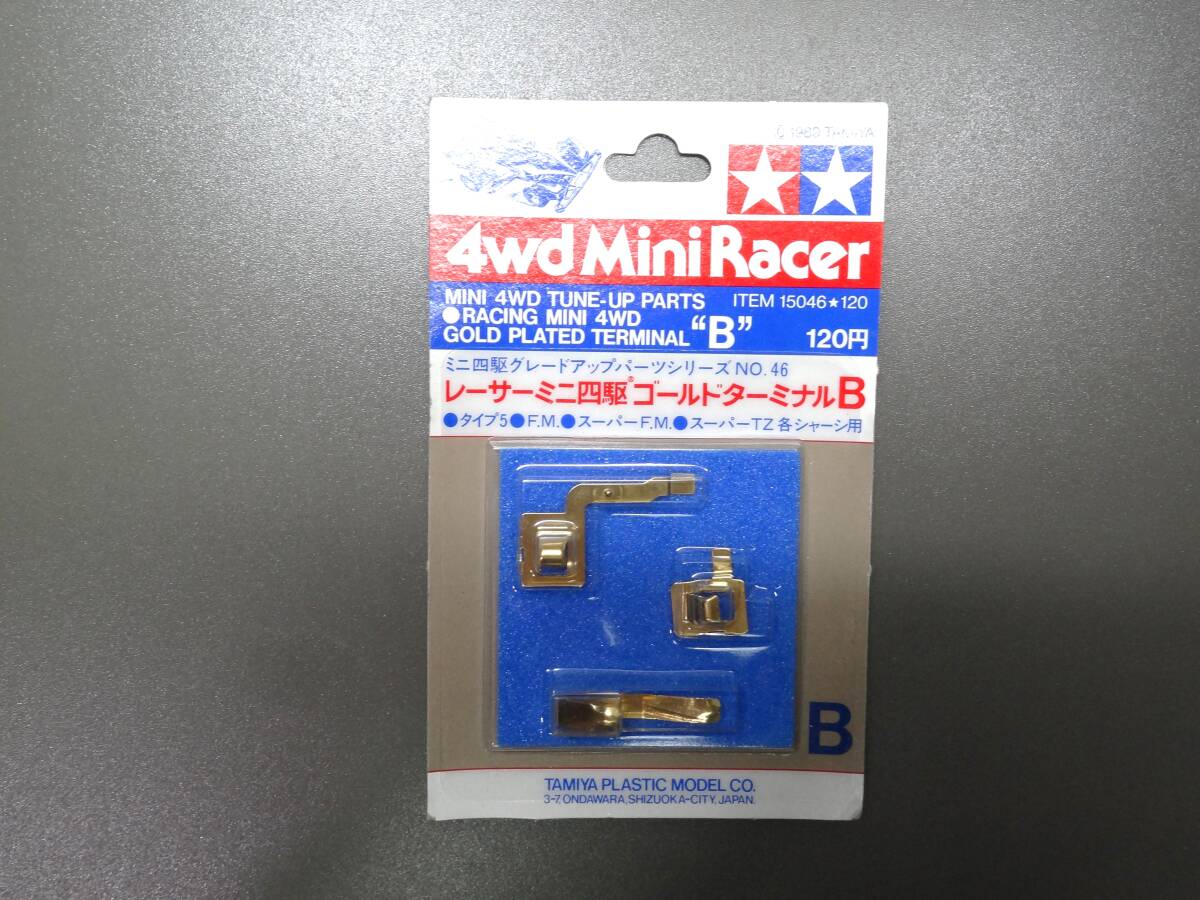 4wd Mini Racer
MINI 4WD TUNE-UP PARTS ITEM 15046★120
●RACING MINI 4WD
GOLD PLATED TERMINAL "B" 120円
ミニ四駆グレードアップパーツシリーズNO.46
レーサーミニ四駆®ゴールドターミナルB
●タイプ5●F.M.●スーパーF.M.●スーパーTZ各シャーシ用
B
TAMIYA PLASTIC MODEL CO.
3-7, ONDAWARA, SHIZUOKA-CITY, JAPAN.